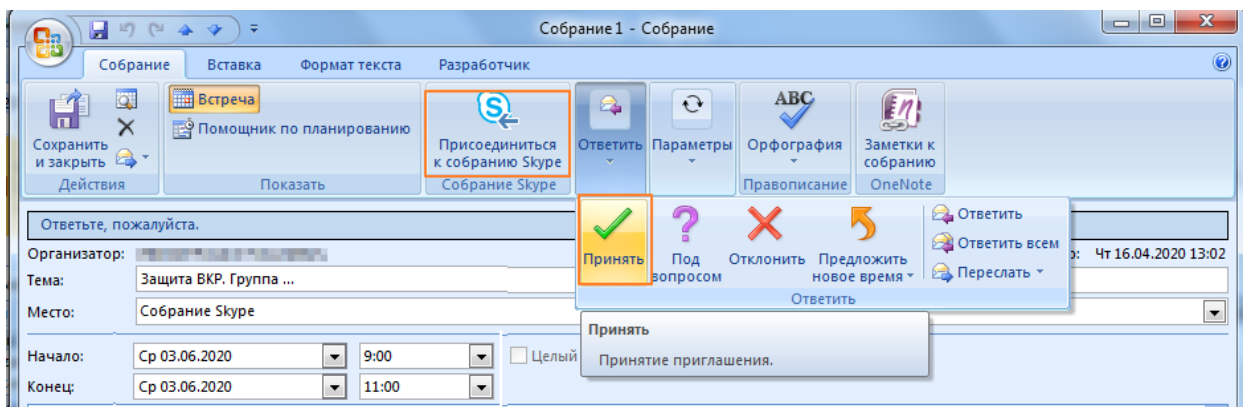 Собрание1 - Собрание
Собрание Вставка Формат текста Разработчик
Сохранить и закрыть
Действия
Встреча
Помощник по планированию
Показать
Присоединиться к собранию Skype
Собрание Skype
Ответить
Параметры
ABC
Орфография
Правописание
Заметки к собранию
OneNote
Принять
Под вопросом
Отклонить
Предложить новое время
Ответить
Ответить всем
Переслать
Ответить
Принять
Принятие приглашения.
Ответьте, пожалуйста.
Организатор:
Чт 16.04.2020 13:02
Тема: Защита ВКР. Группа ...
Место: Собрание Skype
Начало: Ср 03.06.2020 9:00 Целый
Конец: Ср 03.06.2020 11:00